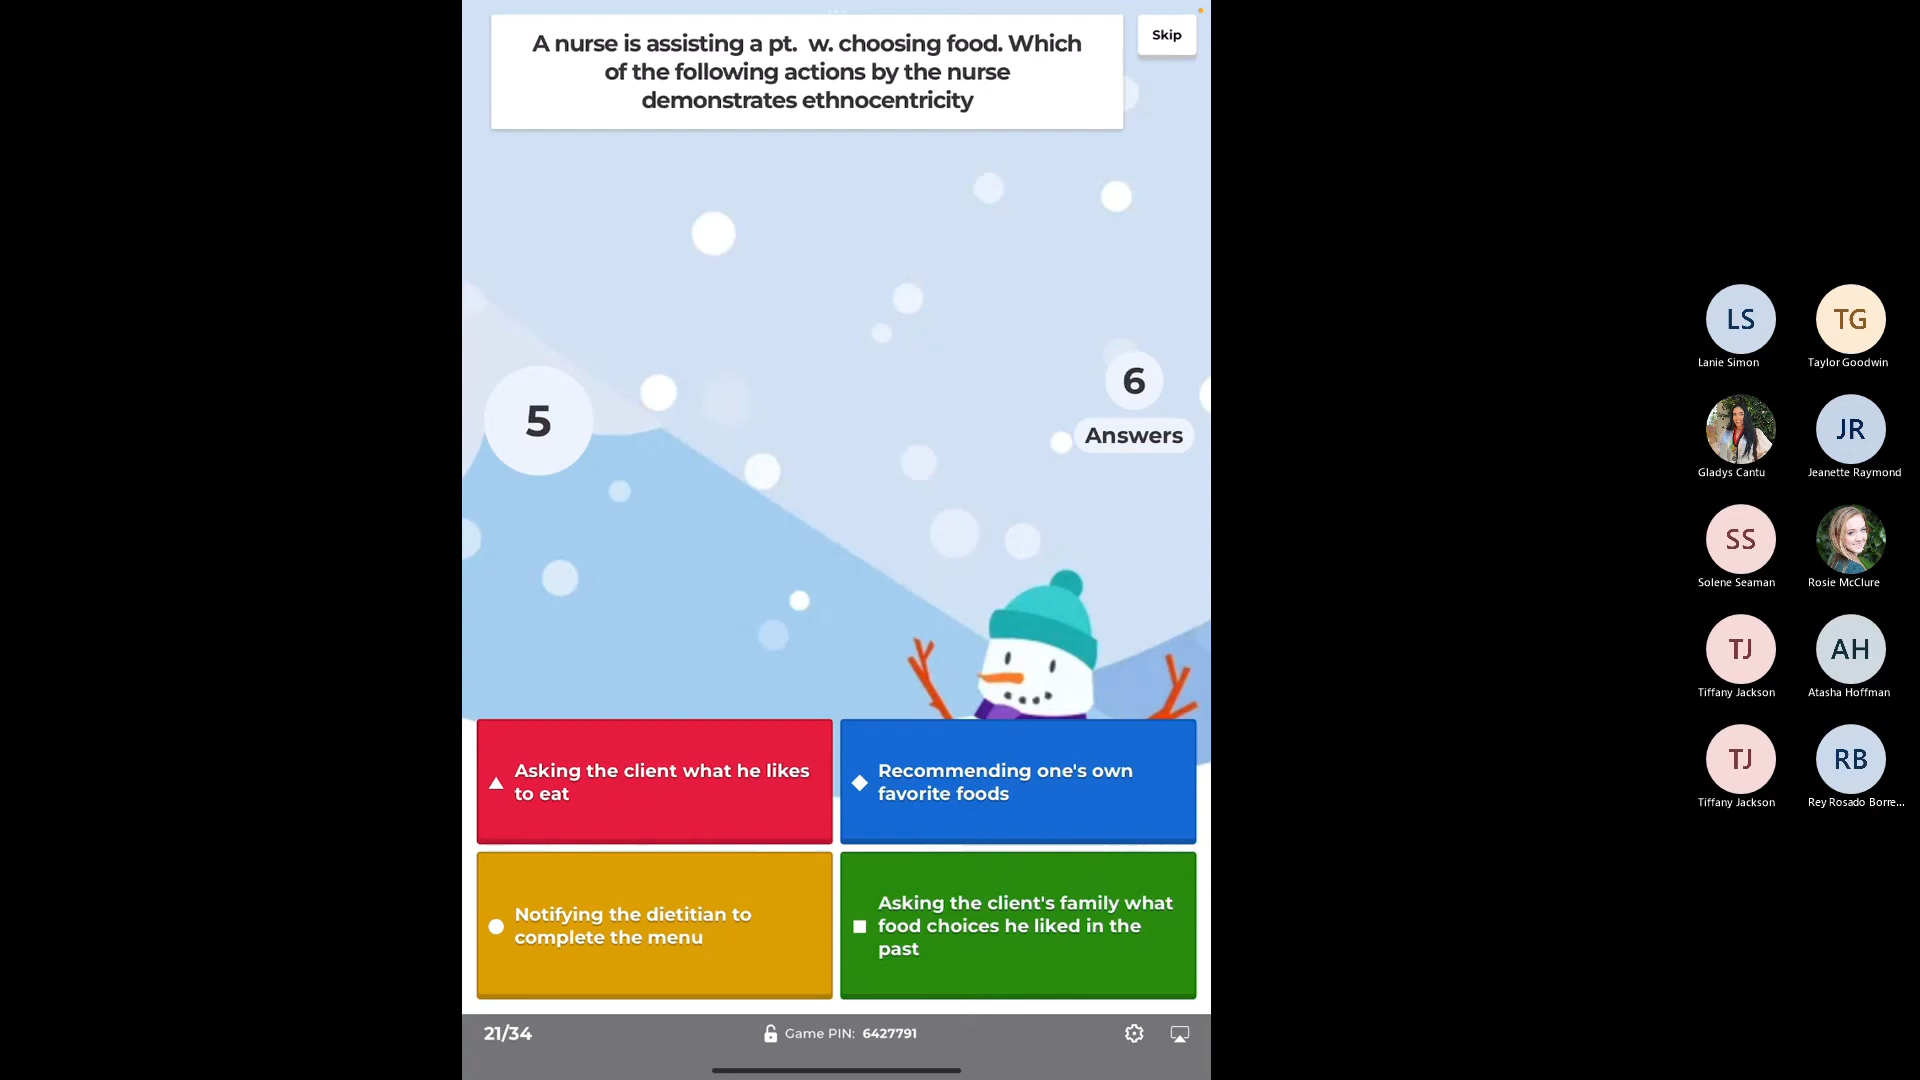 A nurse is assisting a pt.  w. choosing food. Which
of the following actions by the nurse
demonstrates ethnocentricity
Skip
5
6
Answers
Asking the client what he likes
to eat
Recommending one's own
favorite foods
Notifying the dietitian to
complete the menu
Asking the client's family what
food choices he liked in the
past
21/34
Game PIN: 6427791
LS
Lanie Simon
TG
Taylor Goodwin
Gladys Cantu
JR
Jeanette Raymond
SS
Solene Seaman
Rosie McClure
TJ
Tiffany Jackson
AH
Atasha Hoffman
TJ
Tiffany Jackson
RB
Rey Rosado Borre...